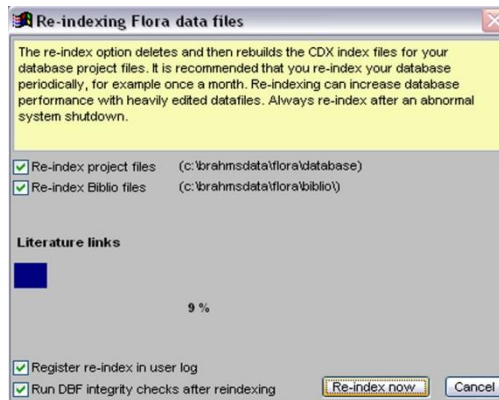 Re-indexing Flora data files
The re-index option deletes and then rebuilds the CDX index files for your
database project files. It is recommended that you re-index your database
periodically, for example once a month. Re-indexing can increase database
performance with heavily edited datafiles. Always re-index after an abnormal
system shutdown.
Re-index project files (c:\brahmsdata\flora\database)
Re-index Biblio files (c:\brahmsdata\flora\biblio\)
Literature links
9 %
Register re-index in user log
Run DBF integrity checks after reindexing Re-index now Cancel